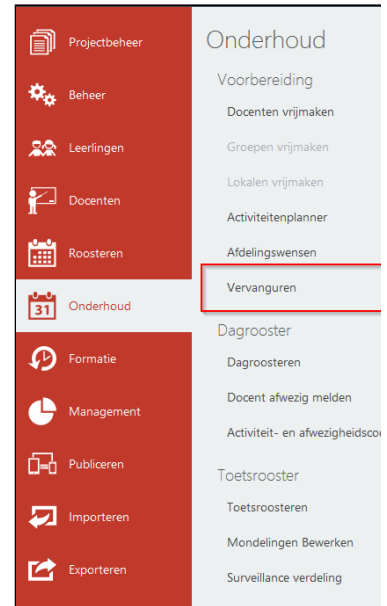 Projectbeheer
Beheer
Leerlingen
Docenten
Roosteren
31
Onderhoud
Formatie
Management
Publiceren
Importeren
Exporteren
Onderhoud
Voorbereiding
Docenten vrijmaken
Groepen vrijmaken
Lokalen vrijmaken
Activiteitenplanner
Afdelingswensen
Vervanguren
Dagrooster
Dagroosteren
Docent afwezig melden
Activiteit- en afwezigheidscod
Toetsrooster
Toetsroosteren
Mondelingen Bewerken
Surveillance verdeling